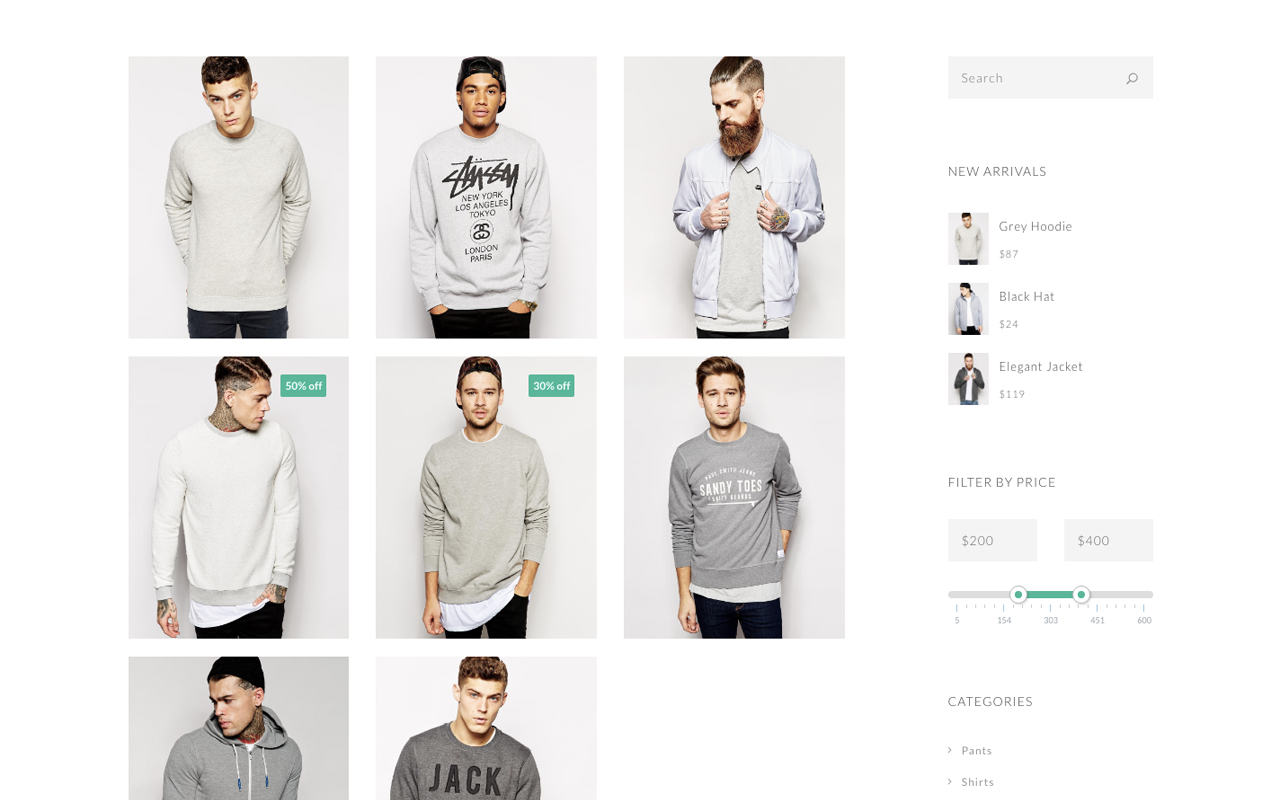 Stüssy
NEW YORK
LOS ANGELES
TOKYO
LONDON
PARIS
50% off
30% off
SANDY TOES
JACK
Search
NEW ARRIVALS
Grey Hoodie
$87
Black Hat
$24
Elegant Jacket
$119
FILTER BY PRICE
$200 $400
5 154 303 451 600
CATEGORIES
Pants
Shirts